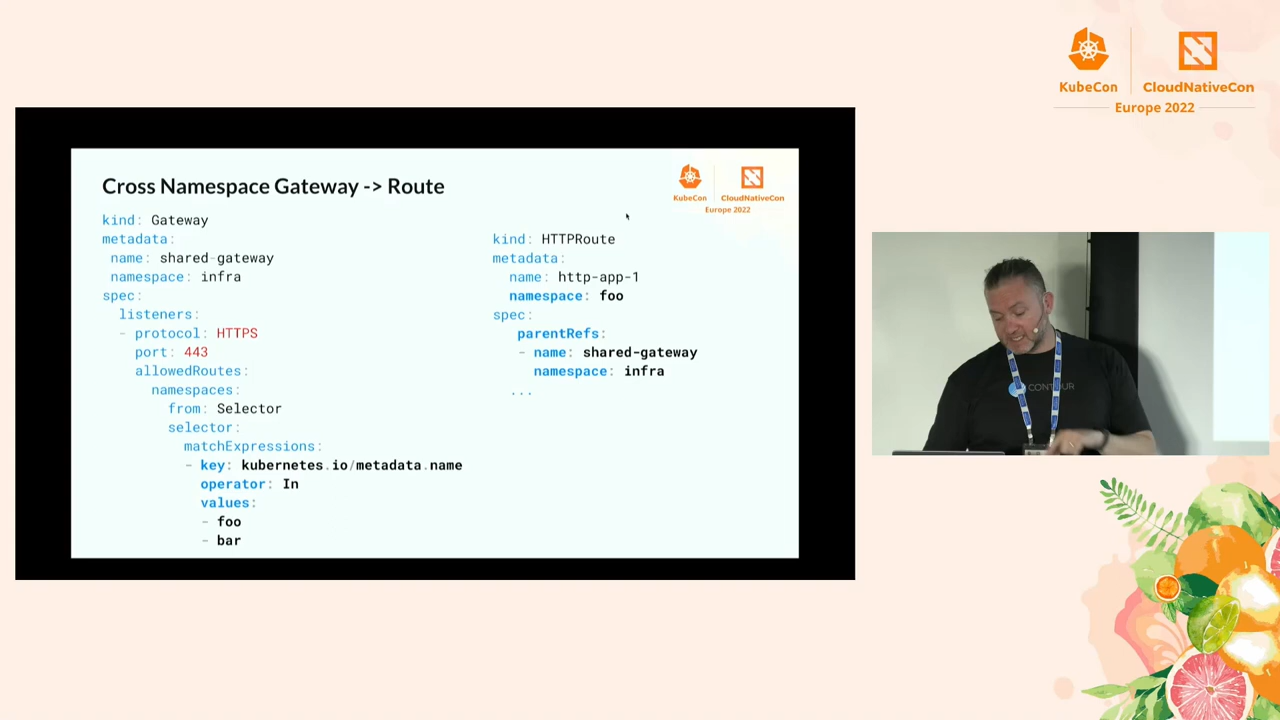 KubeCon
CloudNativeCon
Europe 2022
Cross Namespace Gateway -> Route
KubeCon
CloudNativeCon
Europe 2022
kind: Gateway
metadata:
name: shared-gateway
namespace: infra
spec:
listeners:
- protocol: HTTPS
port: 443
allowedRoutes:
namespaces:
from: Selector
selector:
matchExpressions:
- key: kubernetes.io/metadata.name
operator: In
values:
- foo
- bar
kind: HTTPRoute
metadata:
name: http-app-1
namespace: foo
spec:
parentRefs:
- name: shared-gateway
namespace: infra
...
CONTOUR